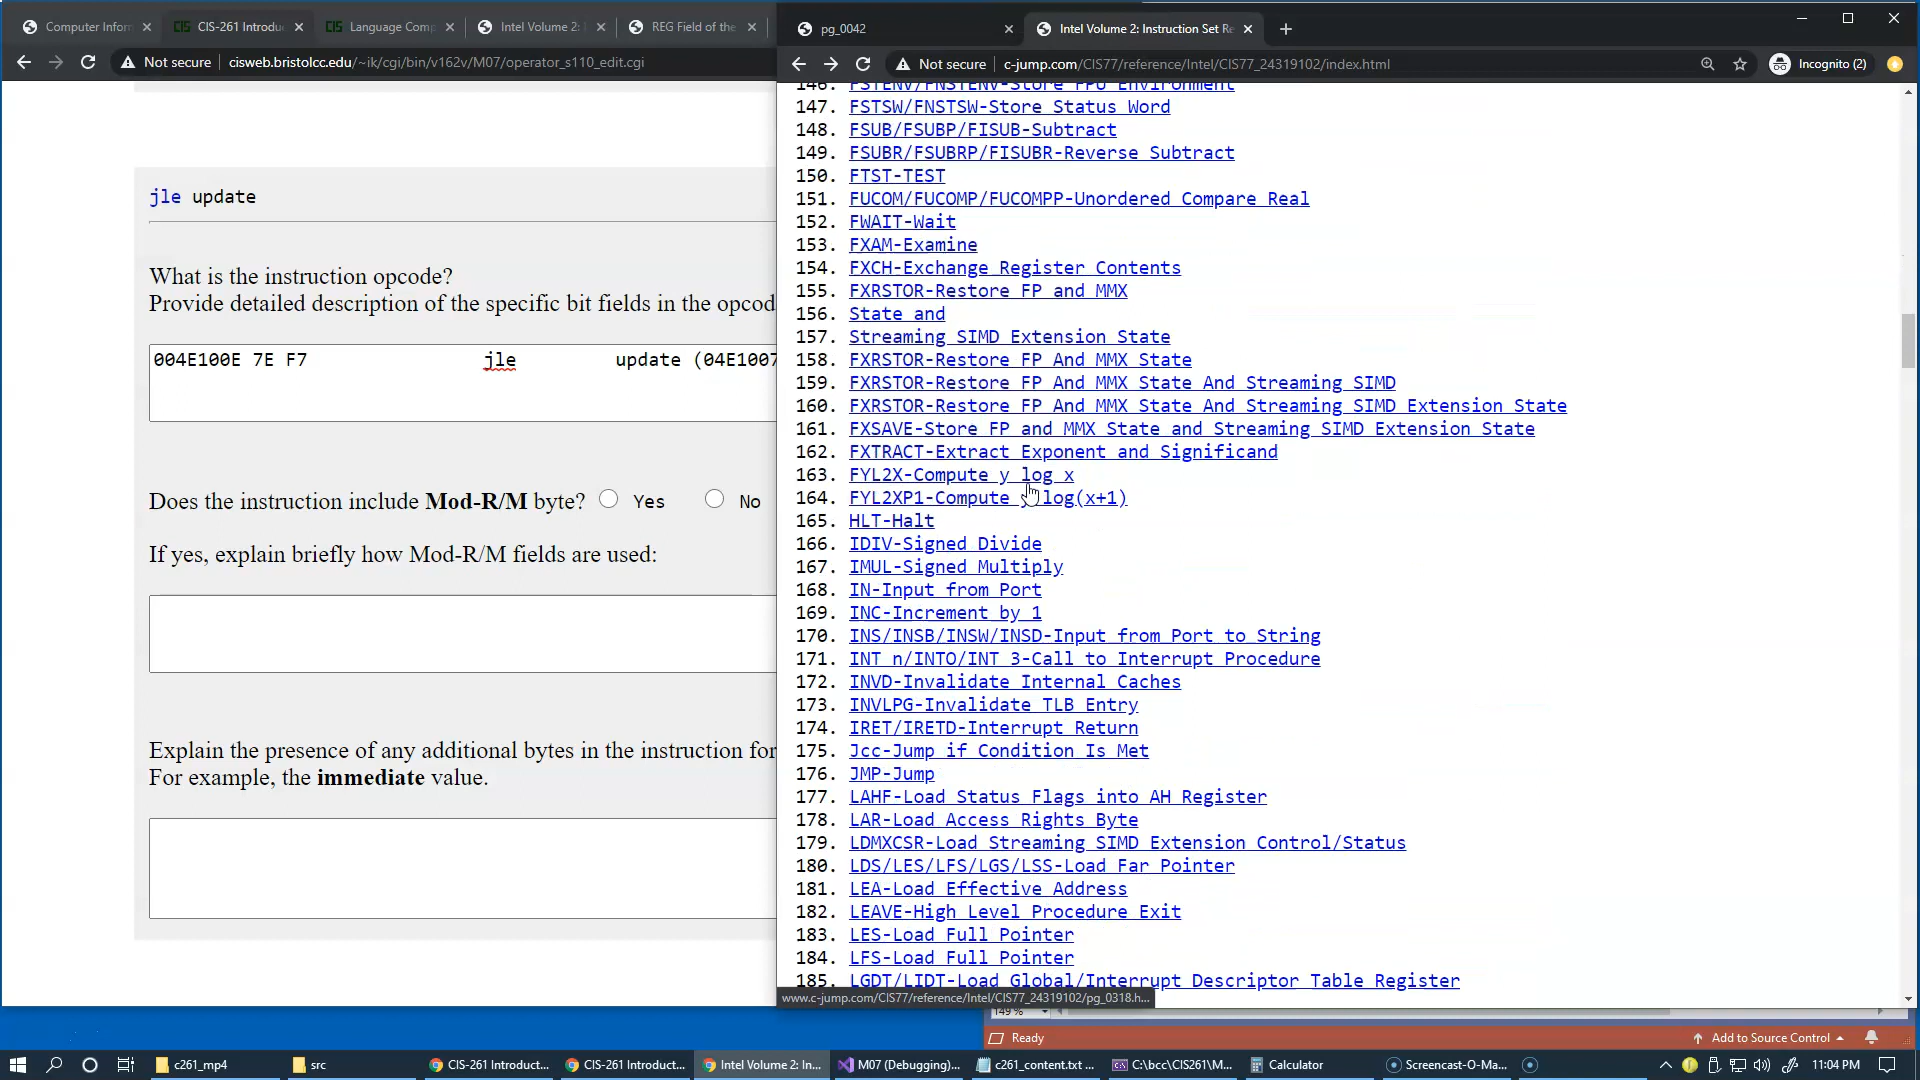 Computer Inforn
CIS-261 Introdu
Language Com
Intel Volume 2:
REG Field of the
Not secure
cisweb.bristolcc.edu/~ik/cgi/bin/v162v/M07/operator_s110_edit.cgi
jle update
What is the instruction opcode?
Provide detailed description of the specific bit fields in the opcod
004E100E 7E F7 jle update (04E1007
Does the instruction include Mod-R/M byte? Yes No
If yes, explain briefly how Mod-R/M fields are used:
Explain the presence of any additional bytes in the instruction for
For example, the immediate value.
pg_0042
Intel Volume 2: Instruction Set R
Not secure
c-jump.com/CIS77/reference/Intel/CIS77_24319102/index.html
Incognito (2)
146. FSTENV/FNSTENV-Store FPU Environment
147. FSTSW/FNSTSW-Store Status Word
148. FSUB/FSUBP/FISUB-Subtract
149. FSUBR/FSUBRP/FISUBR-Reverse Subtract
150. FTST-TEST
151. FUCOM/FUCOMP/FUCOMPP-Unordered Compare Real
152. FWAIT-Wait
153. FXAM-Examine
154. FXCH-Exchange Register Contents
155. FXRSTOR-Restore FP and MMX
156. State and
157. Streaming SIMD Extension State
158. FXRSTOR-Restore FP And MMX State
159. FXRSTOR-Restore FP And MMX State And Streaming SIMD
160. FXRSTOR-Restore FP And MMX State And Streaming SIMD Extension State
161. FXSAVE-Store FP and MMX State and Streaming SIMD Extension State
162. FXTRACT-Extract Exponent and Significand
163. FYL2X-Compute y log x
164. FYL2XP1-Compute y log(x+1)
165. HLT-Halt
166. IDIV-Signed Divide
167. IMUL-Signed Multiply
168. IN-Input from Port
169. INC-Increment by 1
170. INS/INSB/INSW/INSD-Input from Port to String
171. INT n/INTO/INT 3-Call to Interrupt Procedure
172. INVD-Invalidate Internal Caches
173. INVLPG-Invalidate TLB Entry
174. IRET/IRETD-Interrupt Return
175. Jcc-Jump if Condition Is Met
176. JMP-Jump
177. LAHF-Load Status Flags into AH Register
178. LAR-Load Access Rights Byte
179. LDMXCSR-Load Streaming SIMD Extension Control/Status
180. LDS/LES/LFS/LGS/LSS-Load Far Pointer
181. LEA-Load Effective Address
182. LEAVE-High Level Procedure Exit
183. LES-Load Full Pointer
184. LFS-Load Full Pointer
185. LGDT/LIDT-Load Global/Interrupt Descriptor Table Register
www.c-jump.com/CIS77/reference/Intel/CIS77_24319102/pg_0318.h...
149 %
Ready
Add to Source Control
c261_mp4
src
CIS-261 Introduct...
CIS-261 Introduct...
Intel Volume 2: In...
M07 (Debugging)...
c261_content.txt ...
C:\bcc\CIS261\M...
Calculator
Screencast-O-Ma...
11:04 PM